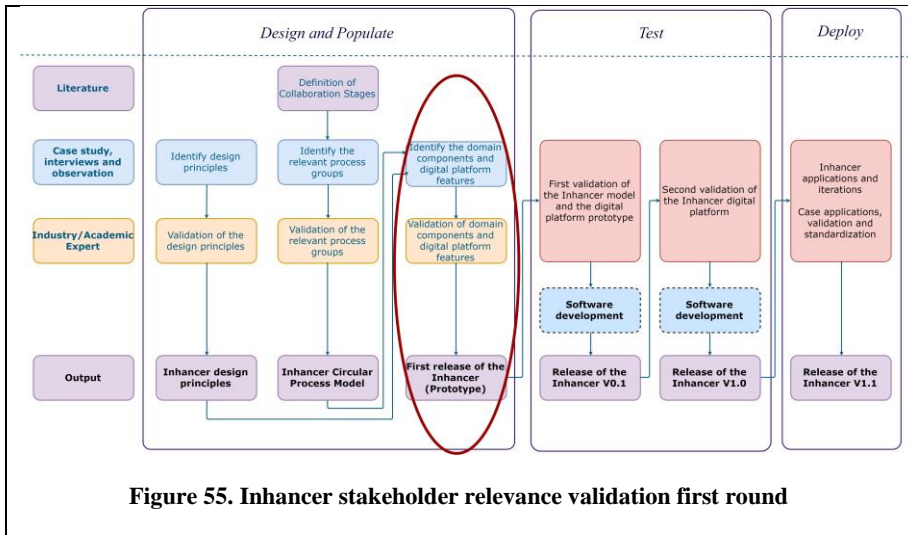 Design and Populate
Test
Deploy
Literature
Definition of
Collaboration Stages
Case study,
interviews and
observation
Identify design
principles
Identify the
relevant process
groups
Identify the domain
components and
digital platform
features
First validation of
the Inhancer model
and the digital
platform prototype
Second validation of
the Inhancer digital
platform
Inhancer
applications and
iterations
Case applications,
validation and
standardization
Industry/Academic
Expert
Validation of the
design principles
Validation of the
relevant process
groups
Validation of domain
components and
digital platform
features
Software
development
Software
development
Output
Inhancer design
principles
Inhancer Circular
Process Model
First release of the
Inhancer
(Prototype)
Release of the
Inhancer V0.1
Release of the
Inhancer V1.0
Release of the
Inhancer V1.1
Figure 55. Inhancer stakeholder relevance validation first round